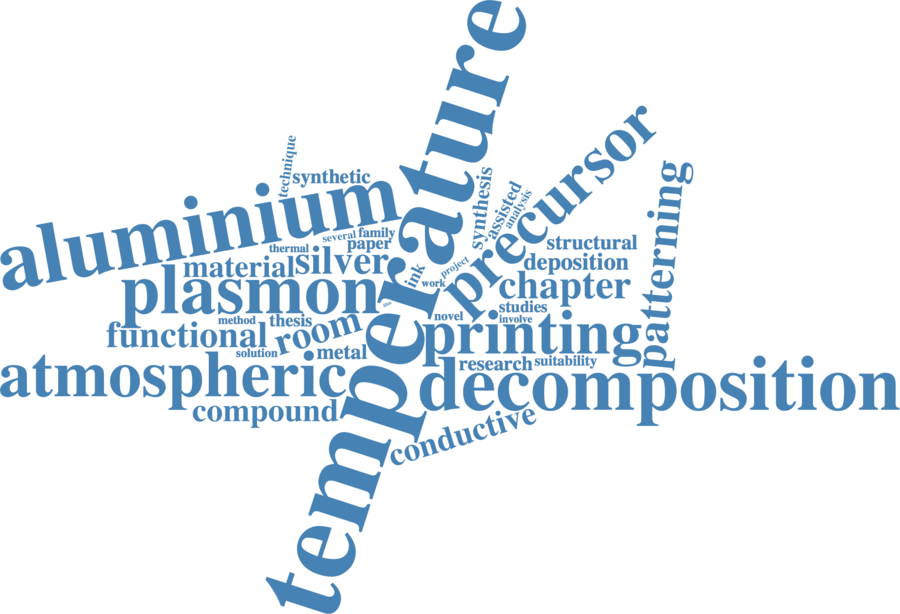 temperature
technique
synthetic
aluminium
precursor
patterning
synthesis
assisted
analysis
several
family
paper
thermal
silver
material
structural
deposition
project
ink
work
plasmon
chapter
studies
involve
novel
method
thesis
room
functional
printing
solution
metal
research
suitability
atmospheric
decomposition
compound
conductive